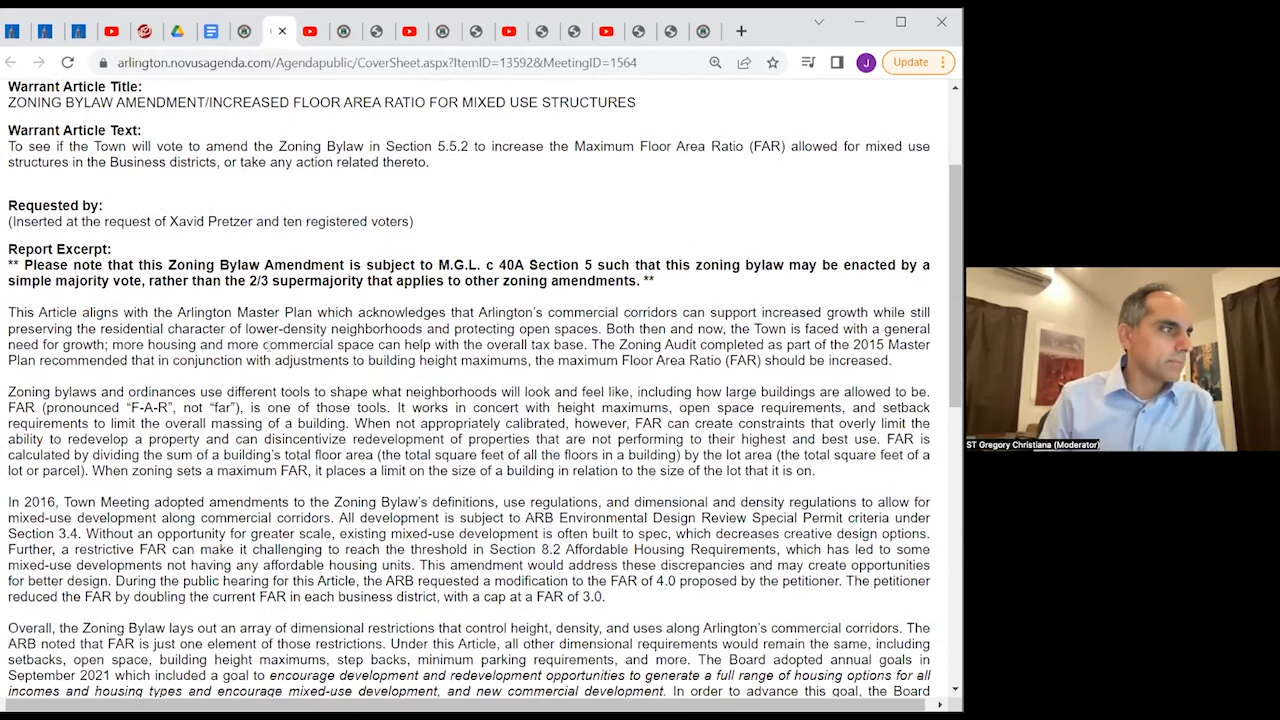 arlington.novusagenda.com/Agendapublic/CoverSheet.aspx?ItemID=13592&MeetingID=1564
J
Update
Warrant Article Title:
ZONING BYLAW AMENDMENT/INCREASED FLOOR AREA RATIO FOR MIXED USE STRUCTURES
Warrant Article Text:
To see if the Town will vote to amend the Zoning Bylaw in Section 5.5.2 to increase the Maximum Floor Area Ratio (FAR) allowed for mixed use
structures in the Business districts, or take any action related thereto.
Requested by:
(Inserted at the request of Xavid Pretzer and ten registered voters)
Report Excerpt:
** Please note that this Zoning Bylaw Amendment is subject to M.G.L. c 40A Section 5 such that this zoning bylaw may be enacted by a
simple majority vote, rather than the 2/3 supermajority that applies to other zoning amendments. **
This Article aligns with the Arlington Master Plan which acknowledges that Arlington's commercial corridors can support increased growth while still
preserving the residential character of lower-density neighborhoods and protecting open spaces. Both then and now, the Town is faced with a general
need for growth; more housing and more commercial space can help with the overall tax base. The Zoning Audit completed as part of the 2015 Master
Plan recommended that in conjunction with adjustments to building height maximums, the maximum Floor Area Ratio (FAR) should be increased.
Zoning bylaws and ordinances use different tools to shape what neighborhoods will look and feel like, including how large buildings are allowed to be.
FAR (pronounced “F-A-R”, not “far”), is one of those tools. It works in concert with height maximums, open space requirements, and setback
requirements to limit the overall massing of a building. When not appropriately calibrated, however, FAR can create constraints that overly limit the
ability to redevelop a property and can disincentivize redevelopment of properties that are not performing to their highest and best use. FAR is
calculated by dividing the sum of a building's total floor area (the total square feet of all the floors in a building) by the lot area (the total square feet of a
lot or parcel). When zoning sets a maximum FAR, it places a limit on the size of a building in relation to the size of the lot that it is on.
In 2016, Town Meeting adopted amendments to the Zoning Bylaw's definitions, use regulations, and dimensional and density regulations to allow for
mixed-use development along commercial corridors. All development is subject to ARB Environmental Design Review Special Permit criteria under
Section 3.4. Without an opportunity for greater scale, existing mixed-use development is often built to spec, which decreases creative design options.
Further, a restrictive FAR can make it challenging to reach the threshold in Section 8.2 Affordable Housing Requirements, which has led to some
mixed-use developments not having any affordable housing units. This amendment would address these discrepancies and may create opportunities
for better design. During the public hearing for this Article, the ARB requested a modification to the FAR of 4.0 proposed by the petitioner. The petitioner
reduced the FAR by doubling the current FAR in each business district, with a cap at a FAR of 3.0.
Overall, the Zoning Bylaw lays out an array of dimensional restrictions that control height, density, and uses along Arlington's commercial corridors. The
ARB noted that FAR is just one element of those restrictions. Under this Article, all other dimensional requirements would remain the same, including
setbacks, open space, building height maximums, step backs, minimum parking requirements, and more. The Board adopted annual goals in
September 2021 which included a goal to encourage development and redevelopment opportunities to generate a full range of housing options for all
incomes and housing types and encourage mixed-use development, and new commercial development. In order to advance this goal, the Board
ST Gregory Christiana (Moderator)